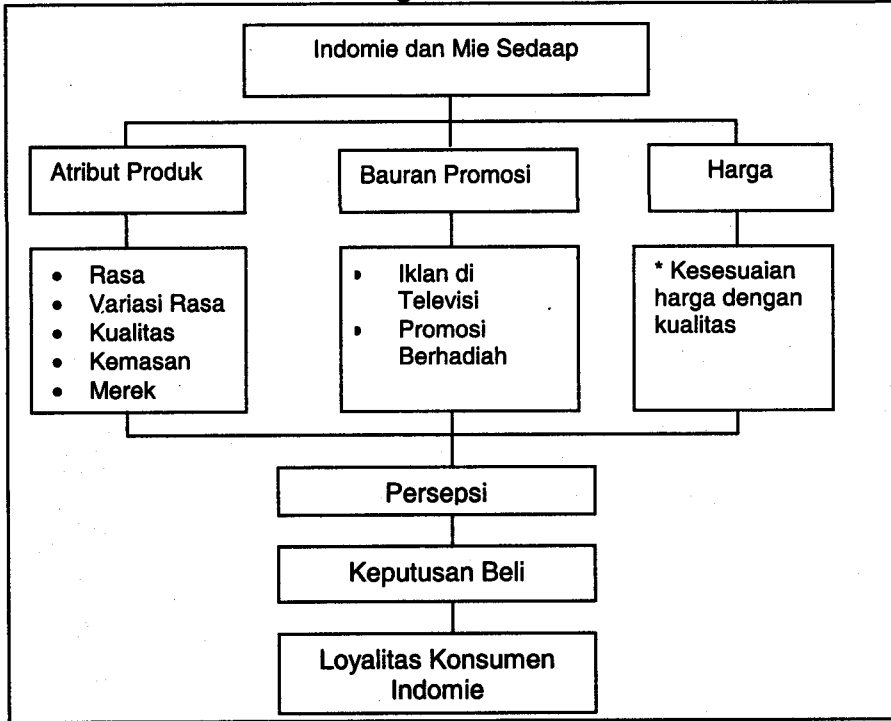 Indomie dan Mie Sedaap
Atribut Produk
Bauran Promosi
Harga
• Rasa
• Variasi Rasa
• Kualitas
• Kemasan
• Merek
• Iklan di
Televisi
• Promosi
Berhadiah
* Kesesuaian
harga dengan
kualitas
Persepsi
Keputusan Beli
Loyalitas Konsumen
Indomie